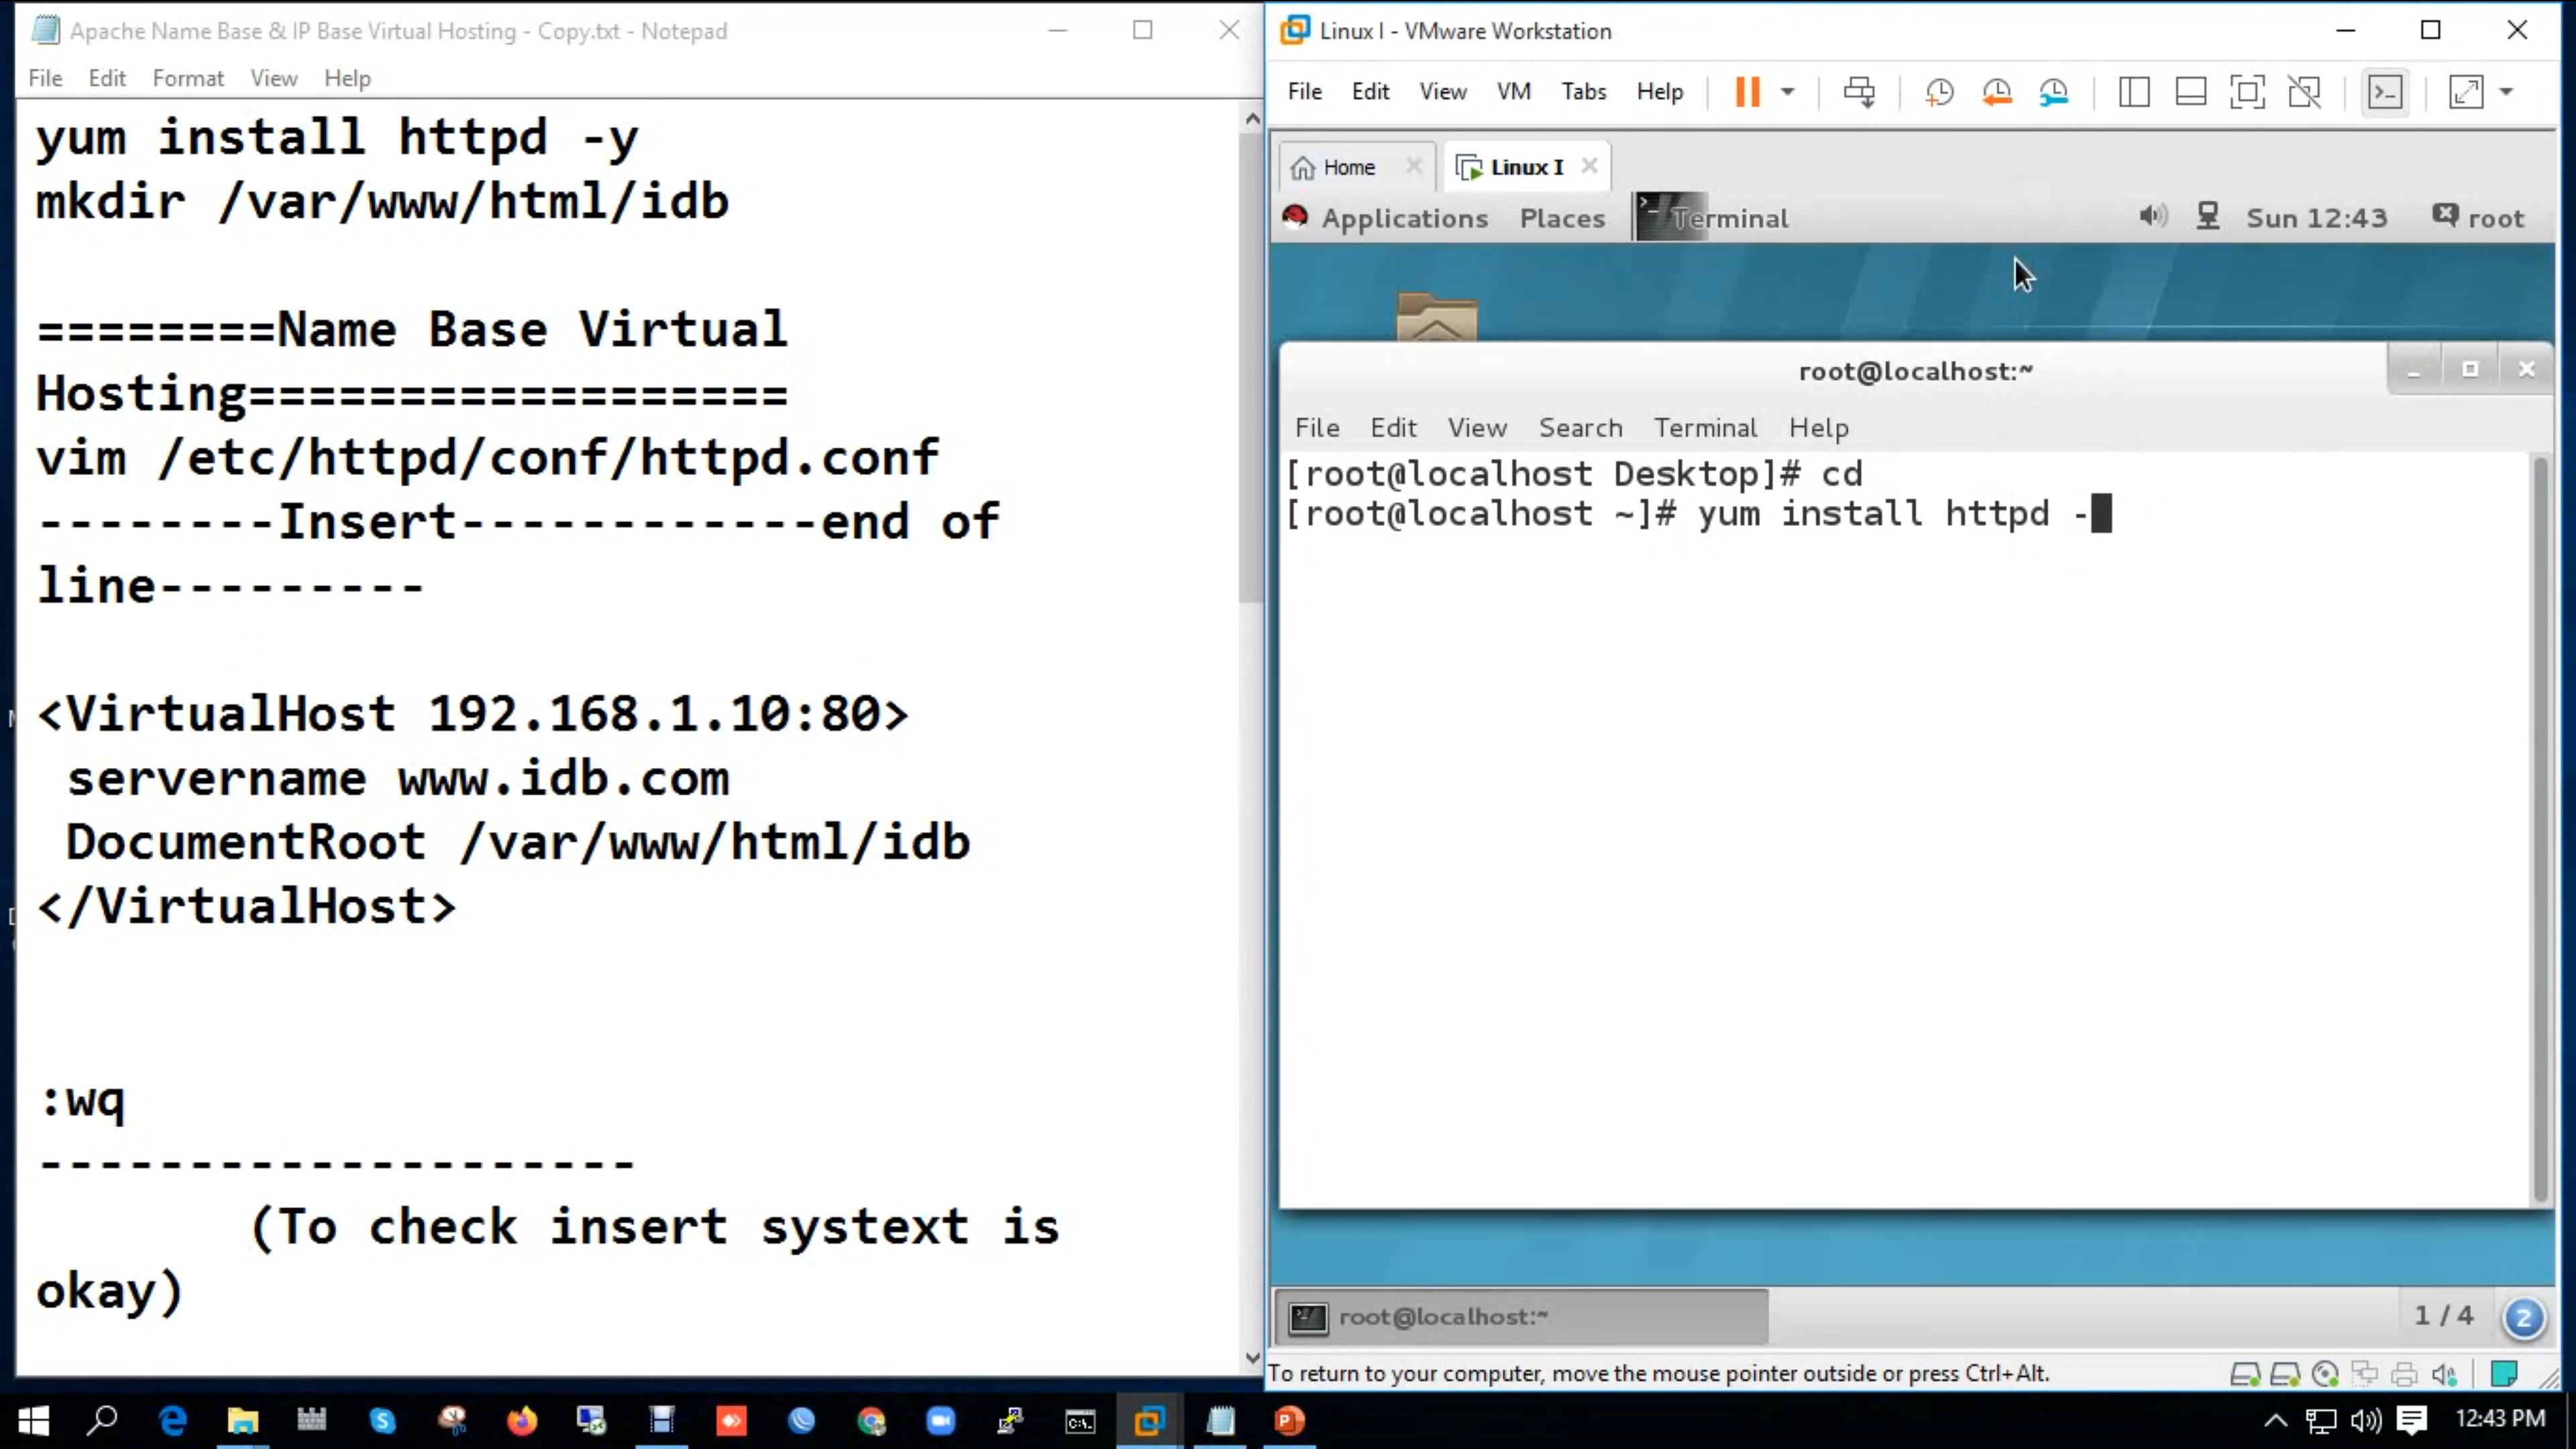 Apache Name Base & IP Base Virtual Hosting - Copy.txt - Notepad
File Edit Format View Help
yum install httpd -y
mkdir /var/www/html/idb
========Name Base Virtual
Hosting==================
vim /etc/httpd/conf/httpd.conf
--------Insert------------end of
line---------
<VirtualHost 192.168.1.10:80>
servername www.idb.com
DocumentRoot /var/www/html/idb
</VirtualHost>
:wq
--------------------
(To check insert systext is
okay)
Linux I - VMware Workstation
File Edit View VM Tabs Help
Home Linux I
Applications Places Terminal Sun 12:43 root
root@localhost:~
File Edit View Search Terminal Help
[root@localhost Desktop]# cd
[root@localhost ~]# yum install httpd -
root@localhost:~ 1 / 4 2
To return to your computer, move the mouse pointer outside or press Ctrl+Alt.
12:43 PM